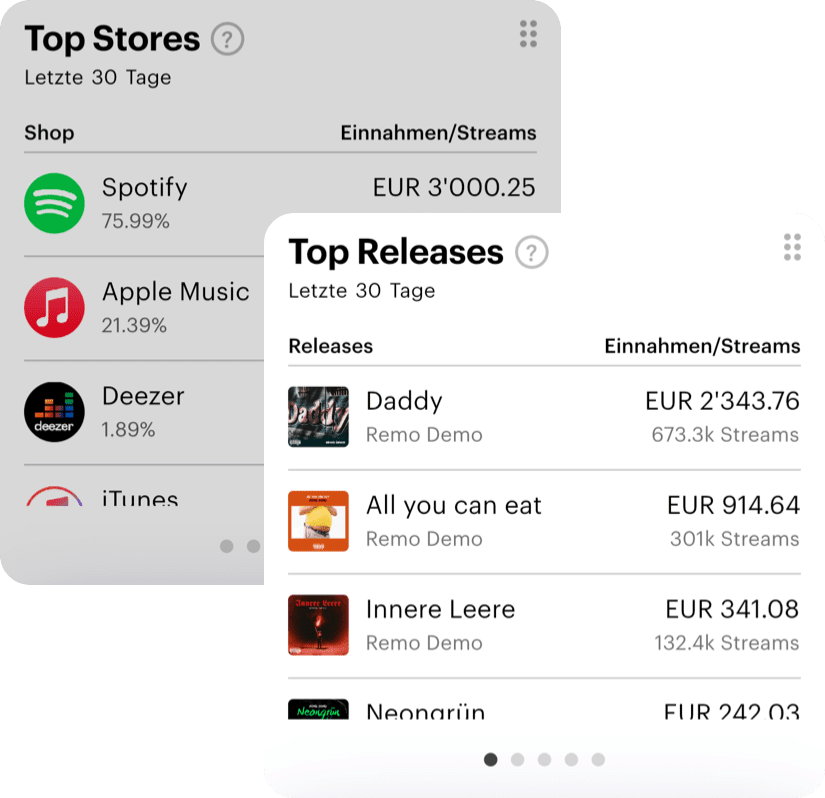 Top Stores ?
Letzte 30 Tage
Shop Einnahmen/Streams
Spotify EUR 3'000.25
75.99%
Apple Music
21.39%
deezer
Deezer
1.89%
iTunes
Top Releases ?
Letzte 30 Tage
Releases Einnahmen/Streams
Daddy
Daddy EUR 2'343.76
Remo Demo 673.3k Streams
All you can eat EUR 914.64
Remo Demo 301k Streams
Innere Leere
Innere Leere EUR 341.08
Remo Demo 132.4k Streams
Neongrün
Neongrün EUR 242.03